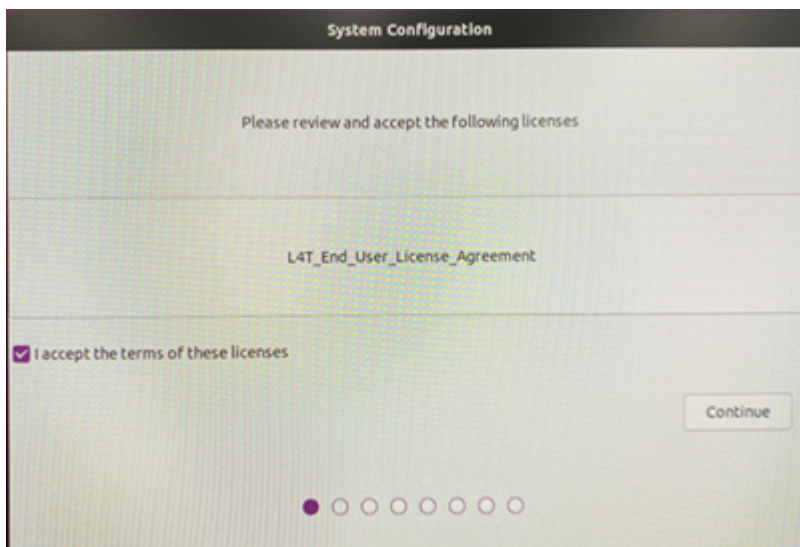 System Configuration
Please review and accept the following licenses
L4T_End_User_License_Agreement
I accept the terms of these licenses
Continue